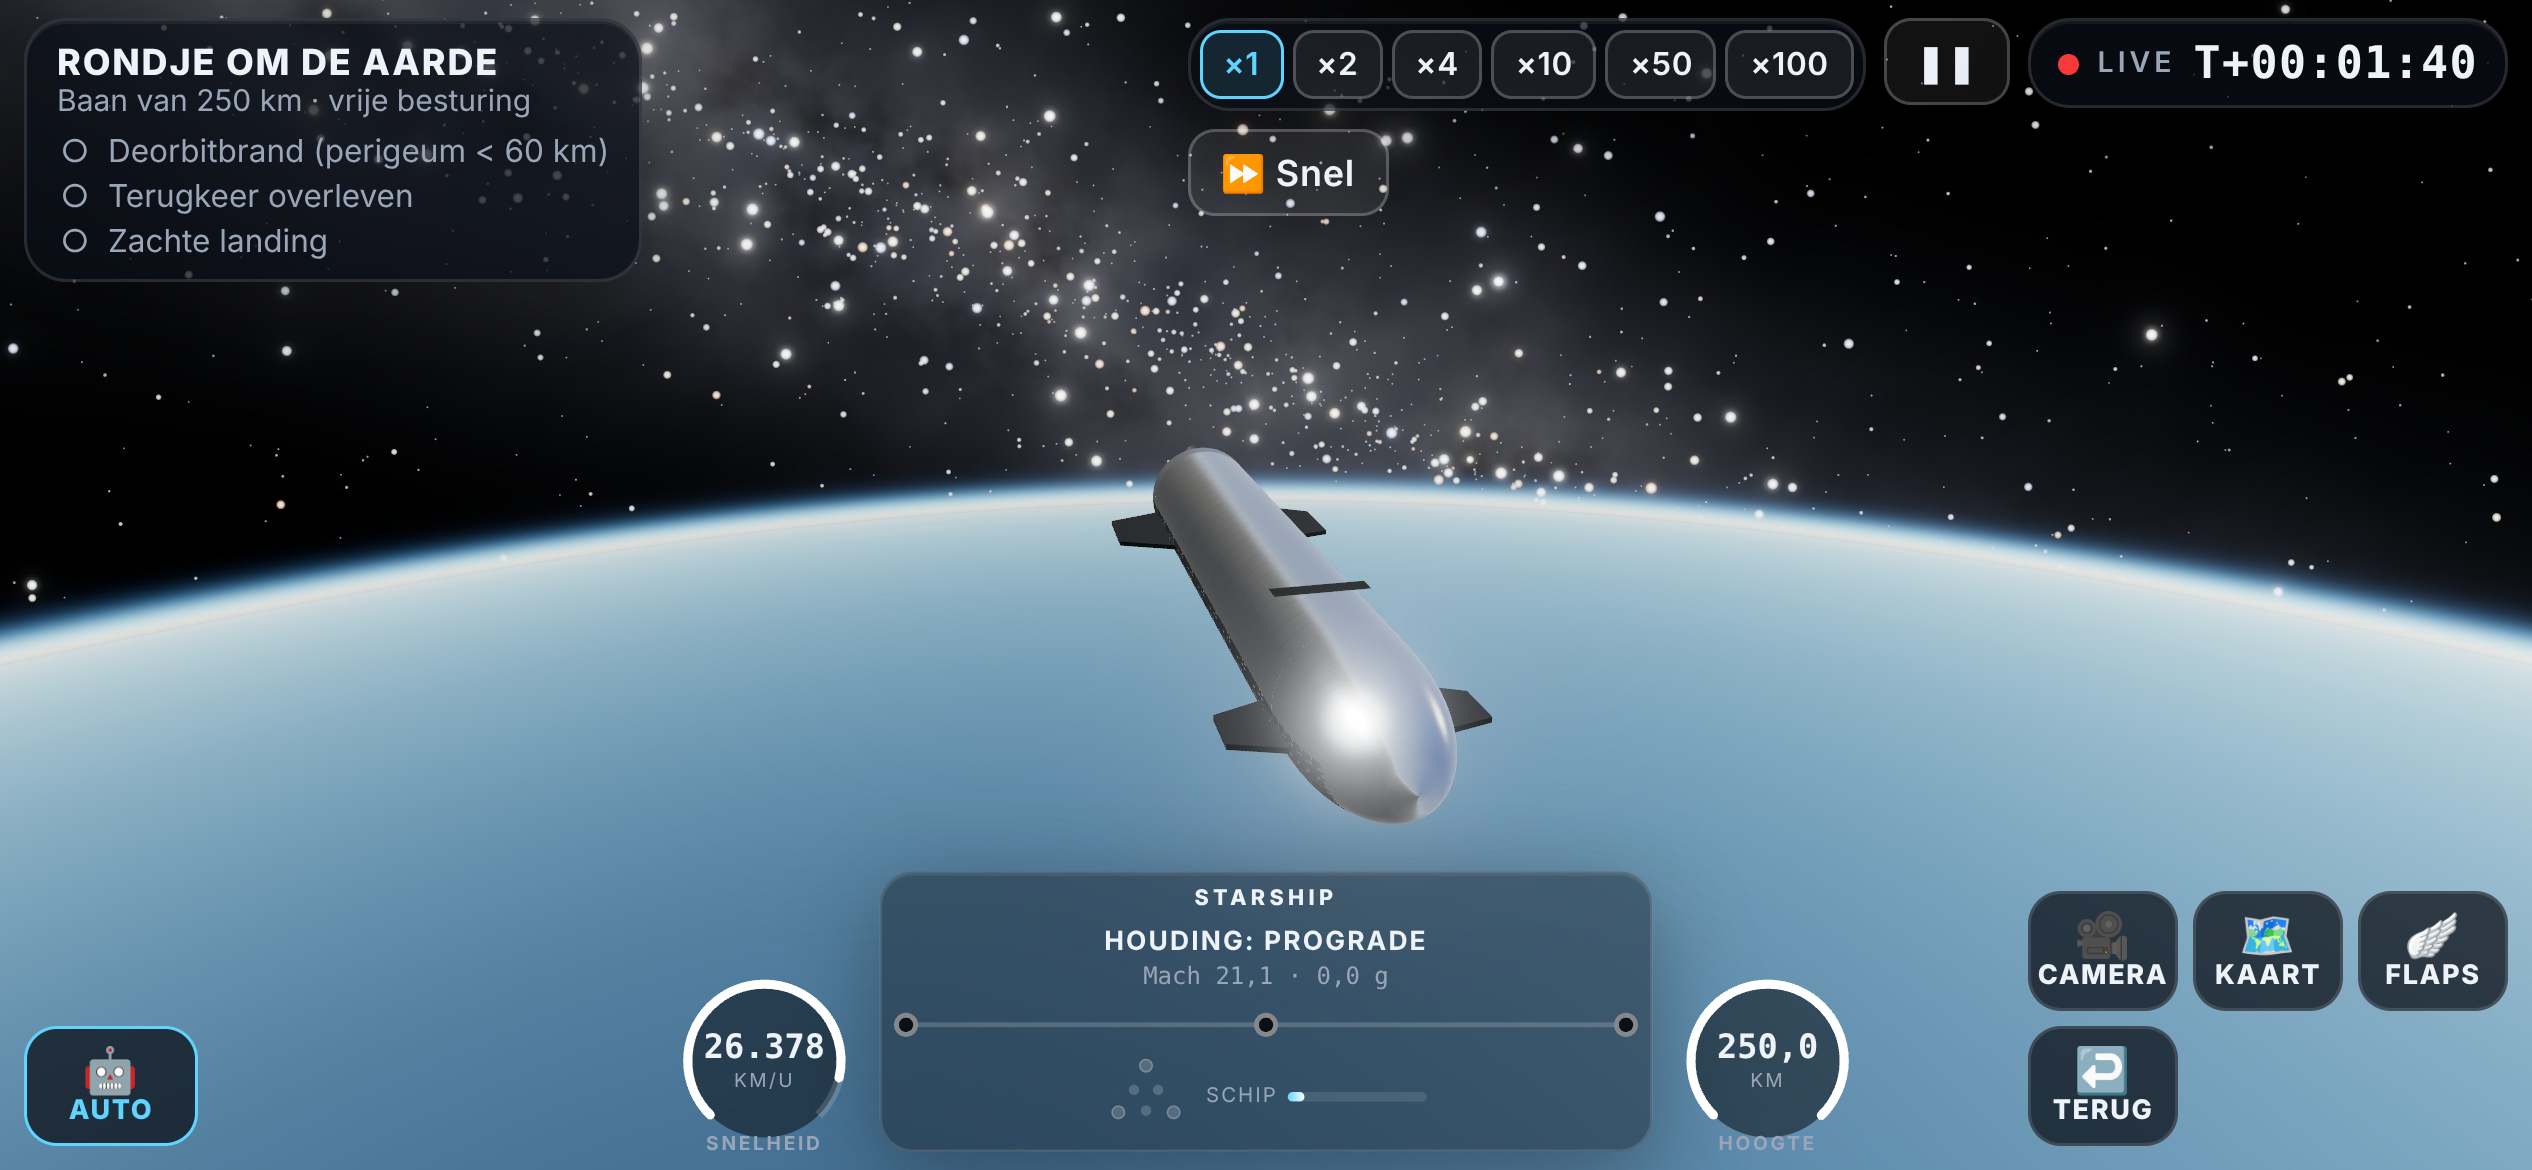 RONDJE OM DE AARDE
Baan van 250 km · vrije besturing
Deorbitbrand (perigeum < 60 km)
Terugkeer overleven
Zachte landing
×1 ×2 ×4 ×10 ×50 ×100
LIVE T+00:01:40
Snel
STARSHIP
HOUDING: PROGRADE
Mach 21,1 · 0,0 g
SCHIP
26.378
KM/U
SNELHEID
250,0
KM
HOOGTE
AUTO
CAMERA
KAART
FLAPS
TERUG